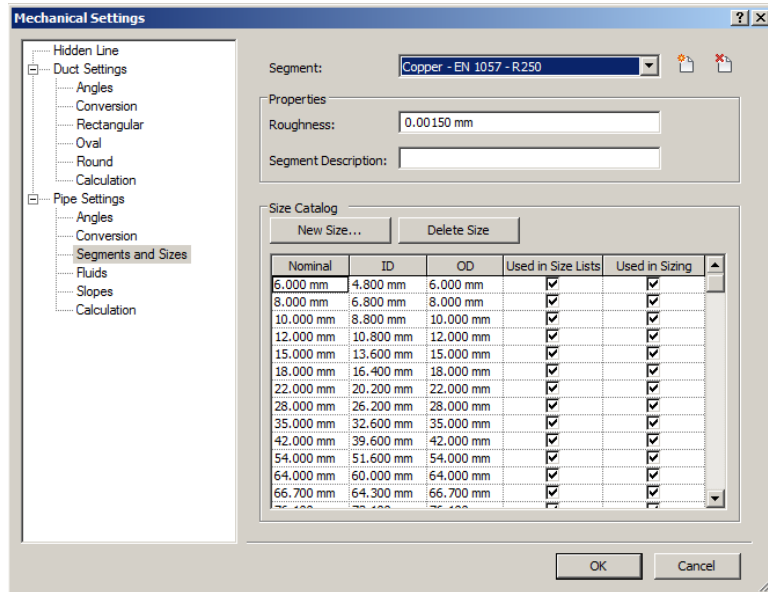 Mechanical Settings
Hidden Line
Duct Settings
Angles
Conversion
Rectangular
Oval
Round
Calculation
Pipe Settings
Angles
Conversion
Segments and Sizes
Fluids
Slopes
Calculation
Segment: Copper - EN 1057 - R250
Properties
Roughness: 0.00150 mm
Segment Description:
Size Catalog
New Size... Delete Size
Nominal ID OD Used in Size Lists Used in Sizing
6.000 mm 4.800 mm 6.000 mm
8.000 mm 6.800 mm 8.000 mm
10.000 mm 8.800 mm 10.000 mm
12.000 mm 10.800 mm 12.000 mm
15.000 mm 13.600 mm 15.000 mm
18.000 mm 16.400 mm 18.000 mm
22.000 mm 20.200 mm 22.000 mm
28.000 mm 26.200 mm 28.000 mm
35.000 mm 32.600 mm 35.000 mm
42.000 mm 39.600 mm 42.000 mm
54.000 mm 51.600 mm 54.000 mm
64.000 mm 60.000 mm 64.000 mm
66.700 mm 64.300 mm 66.700 mm
OK Cancel